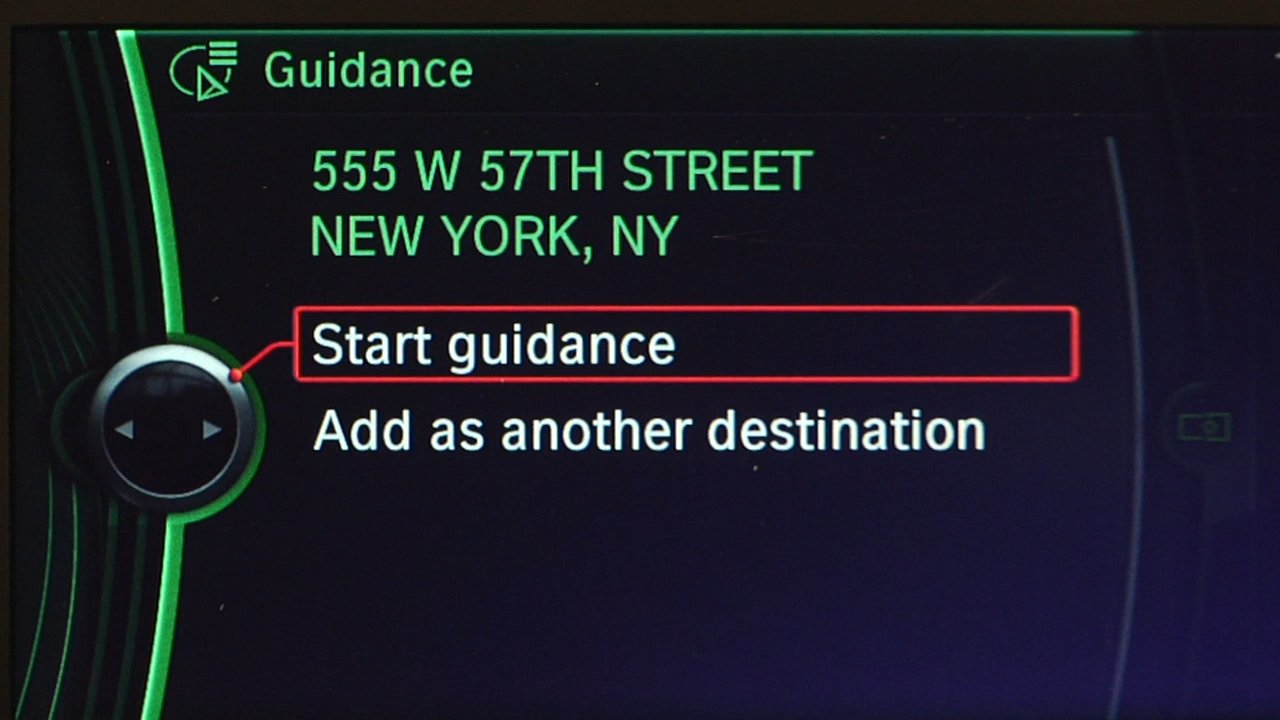 Guidance
555 W 57TH STREET
NEW YORK, NY
Start guidance
Add as another destination